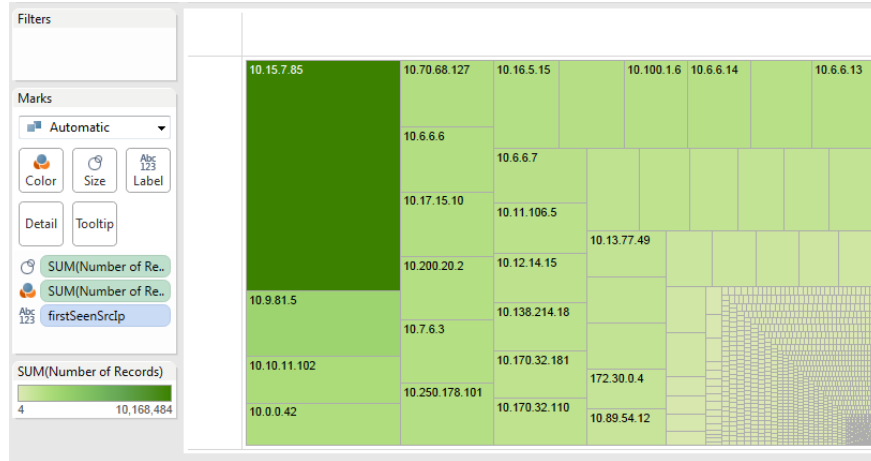 Filters
Marks
Automatic
Color
Size
Abc
123
Label
Detail
Tooltip
SUM(Number of Re..
SUM(Number of Re..
Abc
123
firstSeenSrcIp
SUM(Number of Records)
4
10,168,484
10.15.7.85
10.9.81.5
10.10.11.102
10.0.0.42
10.70.68.127
10.6.6.6
10.17.15.10
10.200.20.2
10.7.6.3
10.250.178.101
10.16.5.15
10.100.1.6
10.6.6.14
10.6.6.13
10.6.6.7
10.11.106.5
10.12.14.15
10.138.214.18
10.170.32.181
10.170.32.110
10.13.77.49
172.30.0.4
10.89.54.12